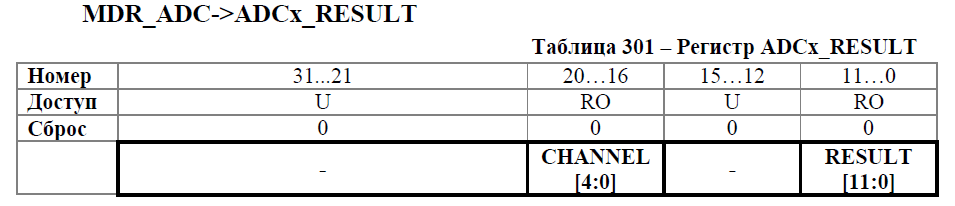 MDR_ADC->ADCx_RESULT
Таблица 301 – Регистр ADCx_RESULT
Номер 31...21 20…16 15…12 11…0
Доступ U RO U RO
Сброс 0 0 0 0
- CHANNEL [4:0] - RESULT [11:0]